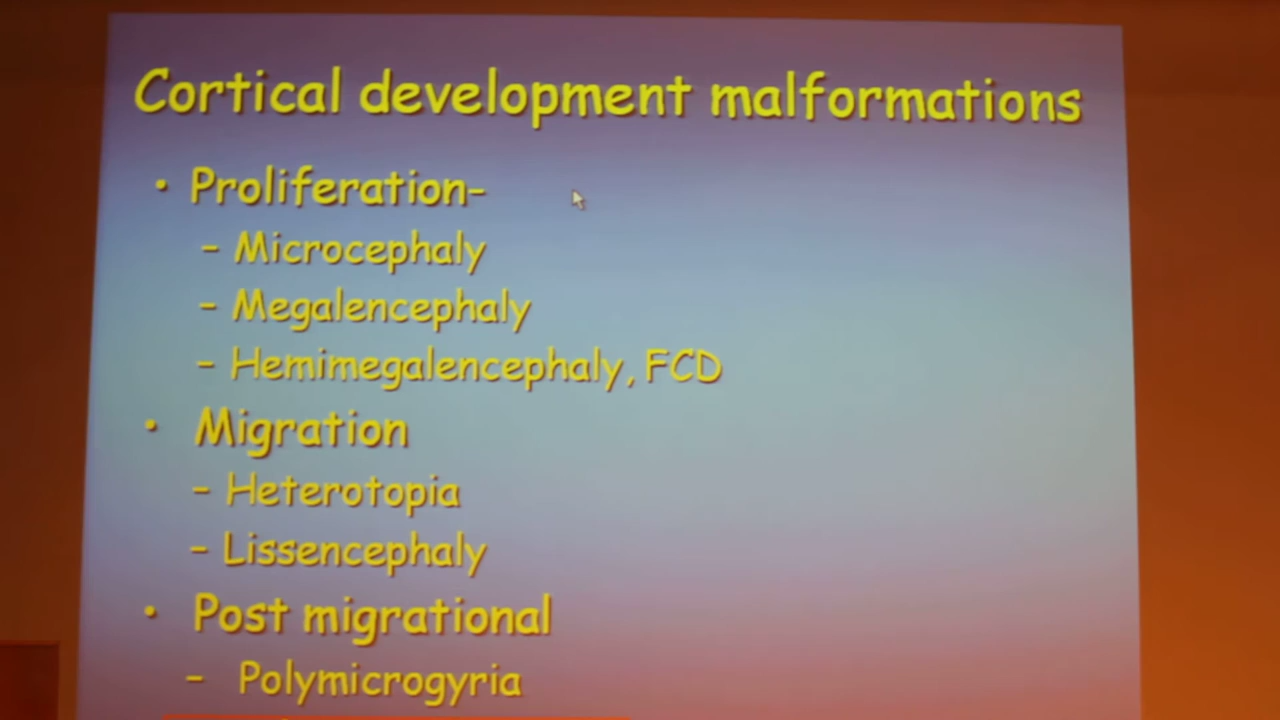 Cortical development malformations
• Proliferation-
– Microcephaly
– Megalencephaly
– Hemimegalencephaly, FCD
• Migration
– Heterotopia
– Lissencephaly
• Post migrational
– Polymicrogyria